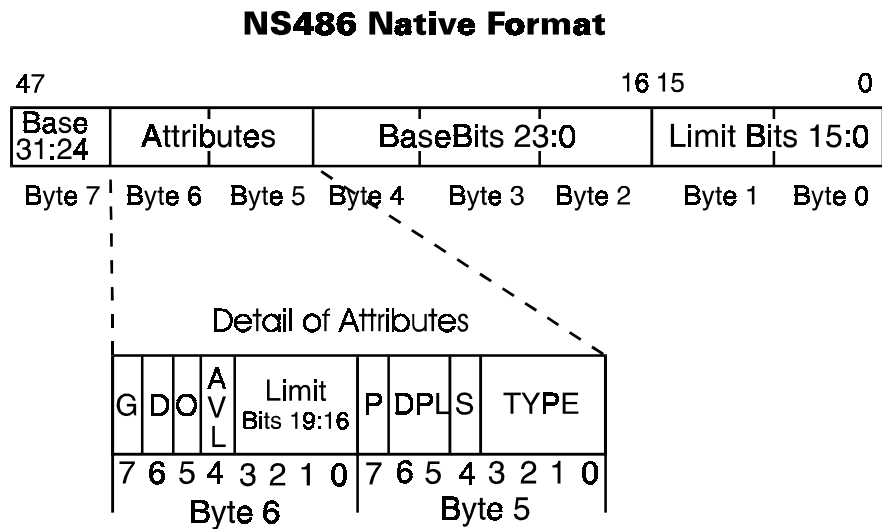 NS486 Native Format
47 16 15 0
Base 31:24 Attributes BaseBits 23:0 Limit Bits 15:0
Byte 7 Byte 6 Byte 5 Byte 4 Byte 3 Byte 2 Byte 1 Byte 0
Detail of Attributes
G D O AVL Limit Bits 19:16 P DPL S TYPE
7 6 5 4 3 2 1 0 7 6 5 4 3 2 1 0
Byte 6 Byte 5